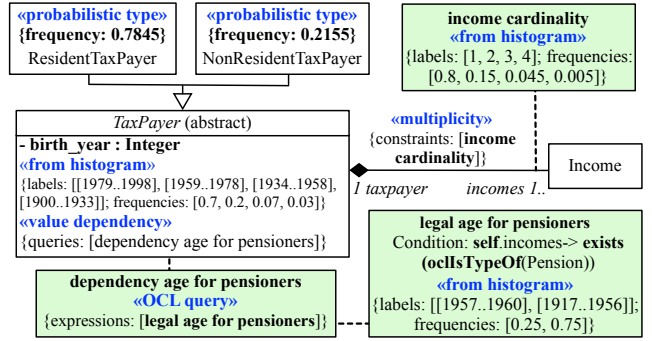 «probabilistic type»
{frequency: 0.7845}
ResidentTaxPayer
«probabilistic type»
{frequency: 0.2155}
NonResidentTaxPayer
income cardinality
«from histogram»
{labels: [1, 2, 3, 4]; frequencies:
[0.8, 0.15, 0.045, 0.005]}
TaxPayer (abstract)
- birth_year : Integer
«from histogram»
{labels: [[1979..1998], [1959..1978], [1934..1958],
[1900..1933]]; frequencies: [0.7, 0.2, 0.07, 0.03]}
«value dependency»
{queries: [dependency age for pensioners]}
«multiplicity»
{constraints: [income
cardinality]}
1 taxpayer
incomes 1..
Income
dependency age for pensioners
«OCL query»
{expressions: [legal age for pensioners]}
legal age for pensioners
Condition: self.incomes-> exists
(oclIsTypeOf(Pension))
«from histogram»
{labels: [[1957..1960], [1917..1956]];
frequencies: [0.25, 0.75]}